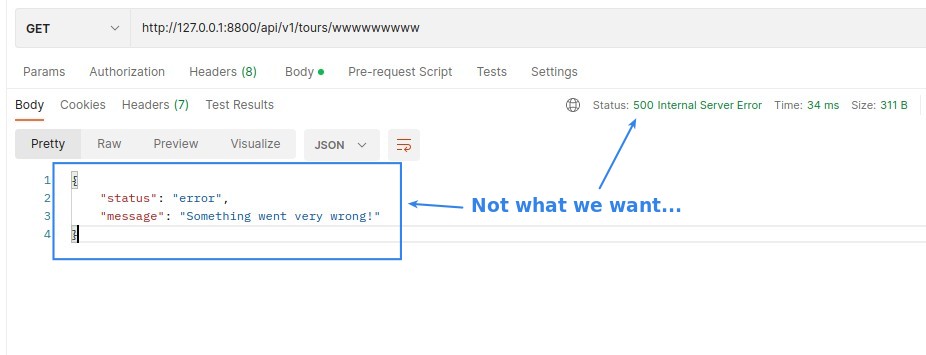 GET http://127.0.0.1:8800/api/v1/tours/wwwwwwwww
Params Authorization Headers (8) Body Pre-request Script Tests Settings
Body Cookies Headers (7) Test Results Status: 500 Internal Server Error Time: 34 ms Size: 311 B
Pretty Raw Preview Visualize JSON
1 {
2 "status": "error",
3 "message": "Something went very wrong!"
4 }
Not what we want...